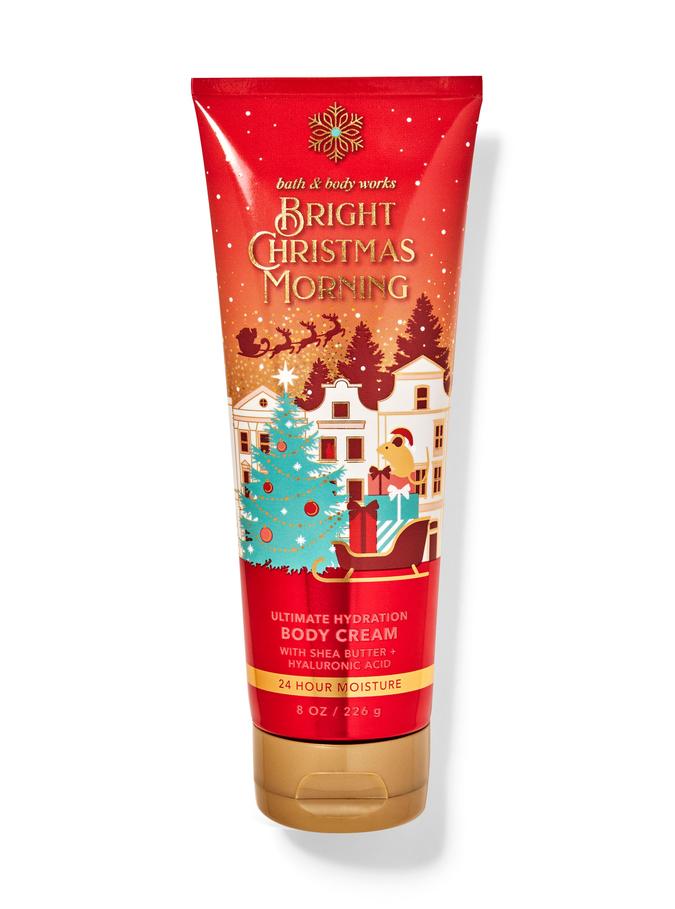 bath & body works
BRIGHT
CHRISTMAS
MORNING
ULTIMATE HYDRATION
BODY CREAM
WITH SHEA BUTTER +
HYALURONIC ACID
24 HOUR MOISTURE
8 OZ / 226 g